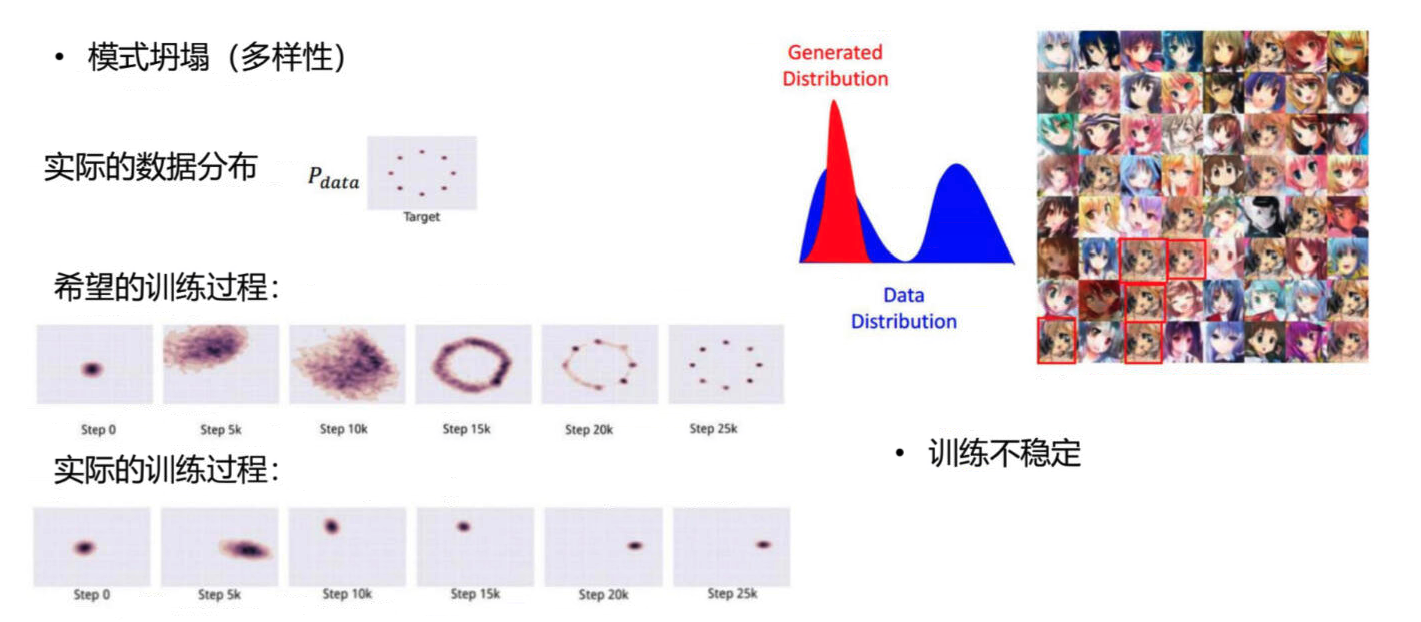 • 模式坍塌（多样性）
实际的数据分布
P_data
Target
希望的训练过程：
Step 0
Step 5k
Step 10k
Step 15k
Step 20k
Step 25k
实际的训练过程：
Step 0
Step 5k
Step 10k
Step 15k
Step 20k
Step 25k
Generated
Distribution
Data
Distribution
• 训练不稳定